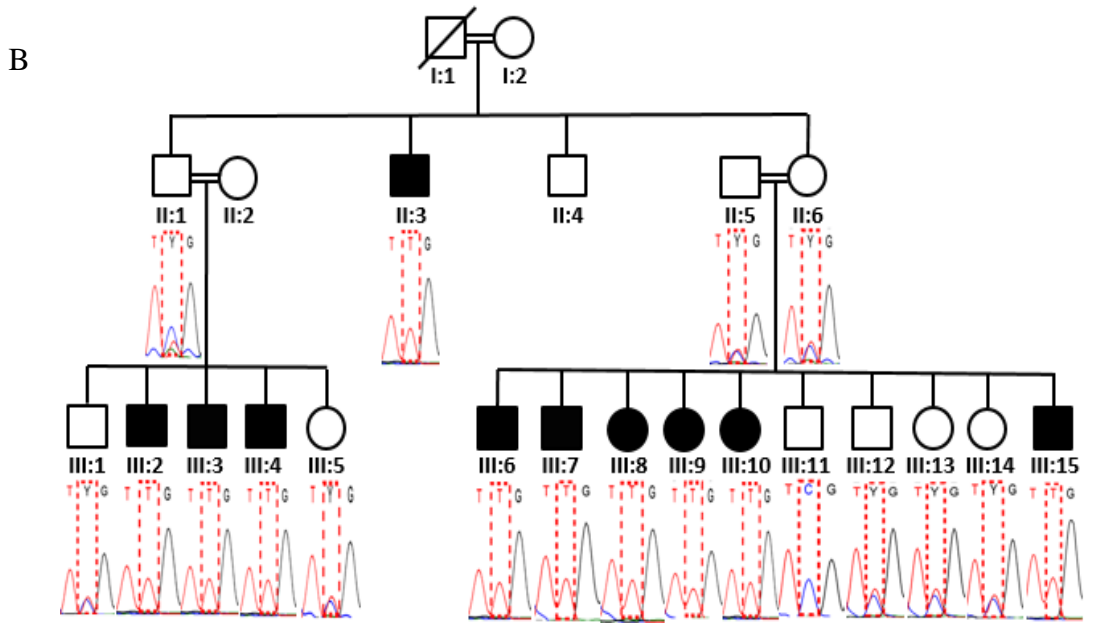 B
I:1 I:2
II:1 II:2 II:3 II:4 II:5 II:6
T Y G T T G T Y G T Y G
III:1 III:2 III:3 III:4 III:5 III:6 III:7 III:8 III:9 III:10 III:11 III:12 III:13 III:14 III:15
T Y G T T G T T G T T G T Y G T T G T T G T T G T T G T T G T C G T Y G T Y G T Y G T T G